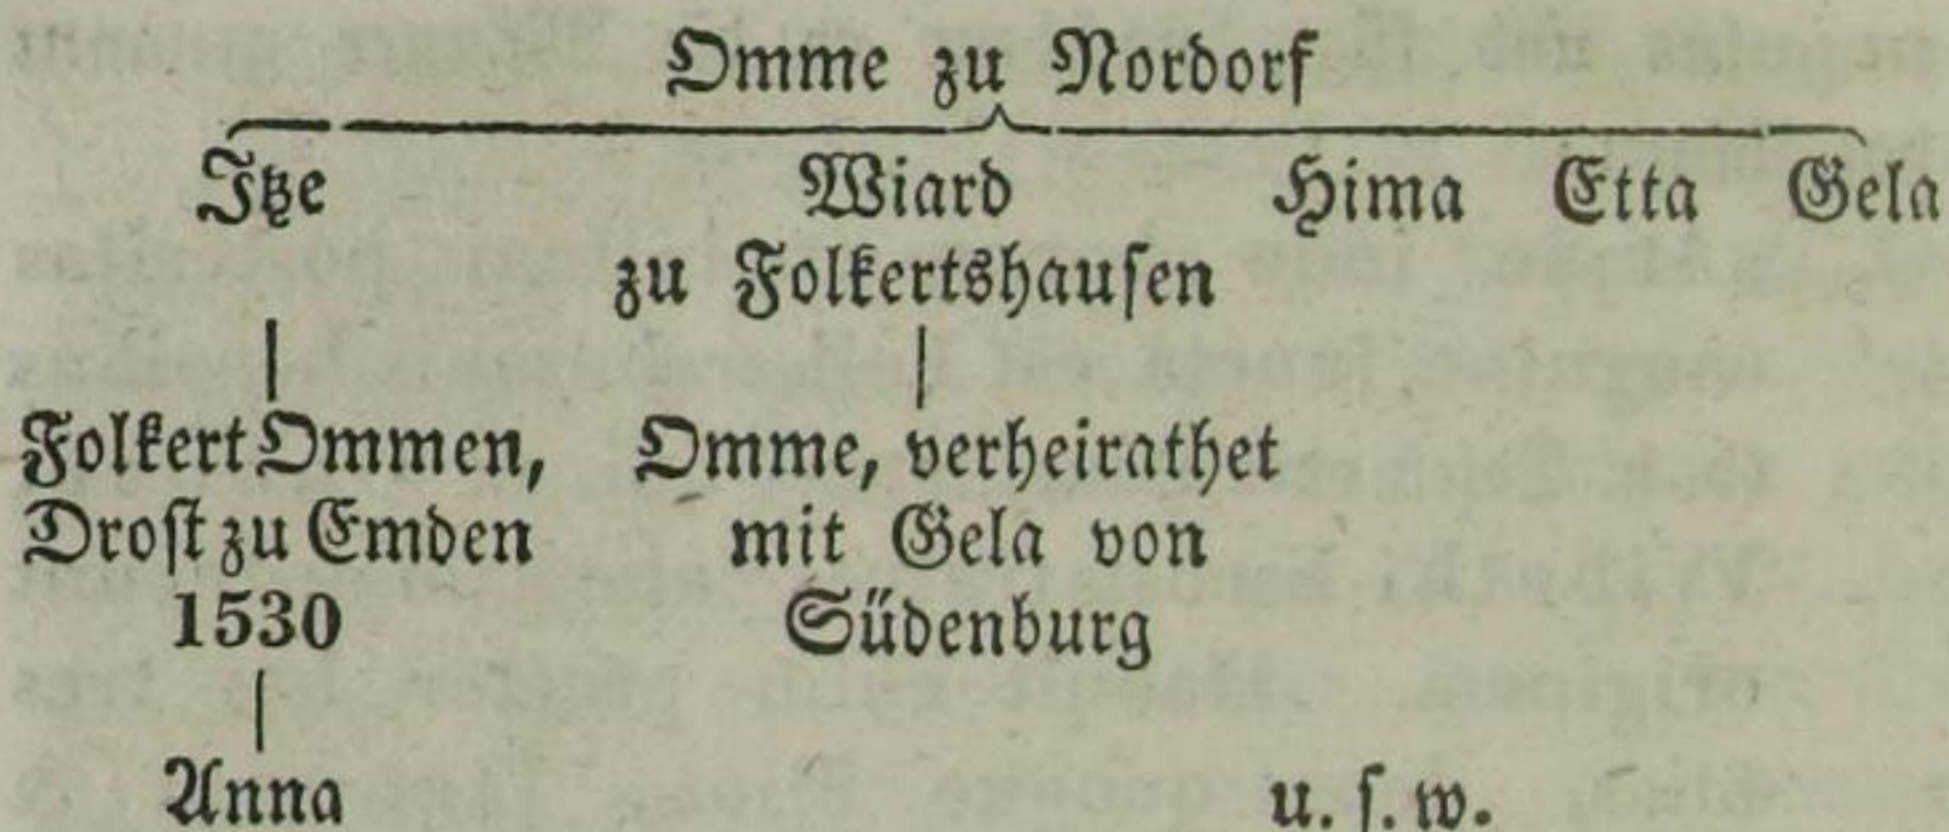 Omme zu Nordorf
Itze Wiard Hima Etta Gela
zu Folkertshauſen
Folkert Ommen, Omme, verheirathet
Droſt zu Emden mit Gela von
1530 Südenburg
Anna u. ſ. w.